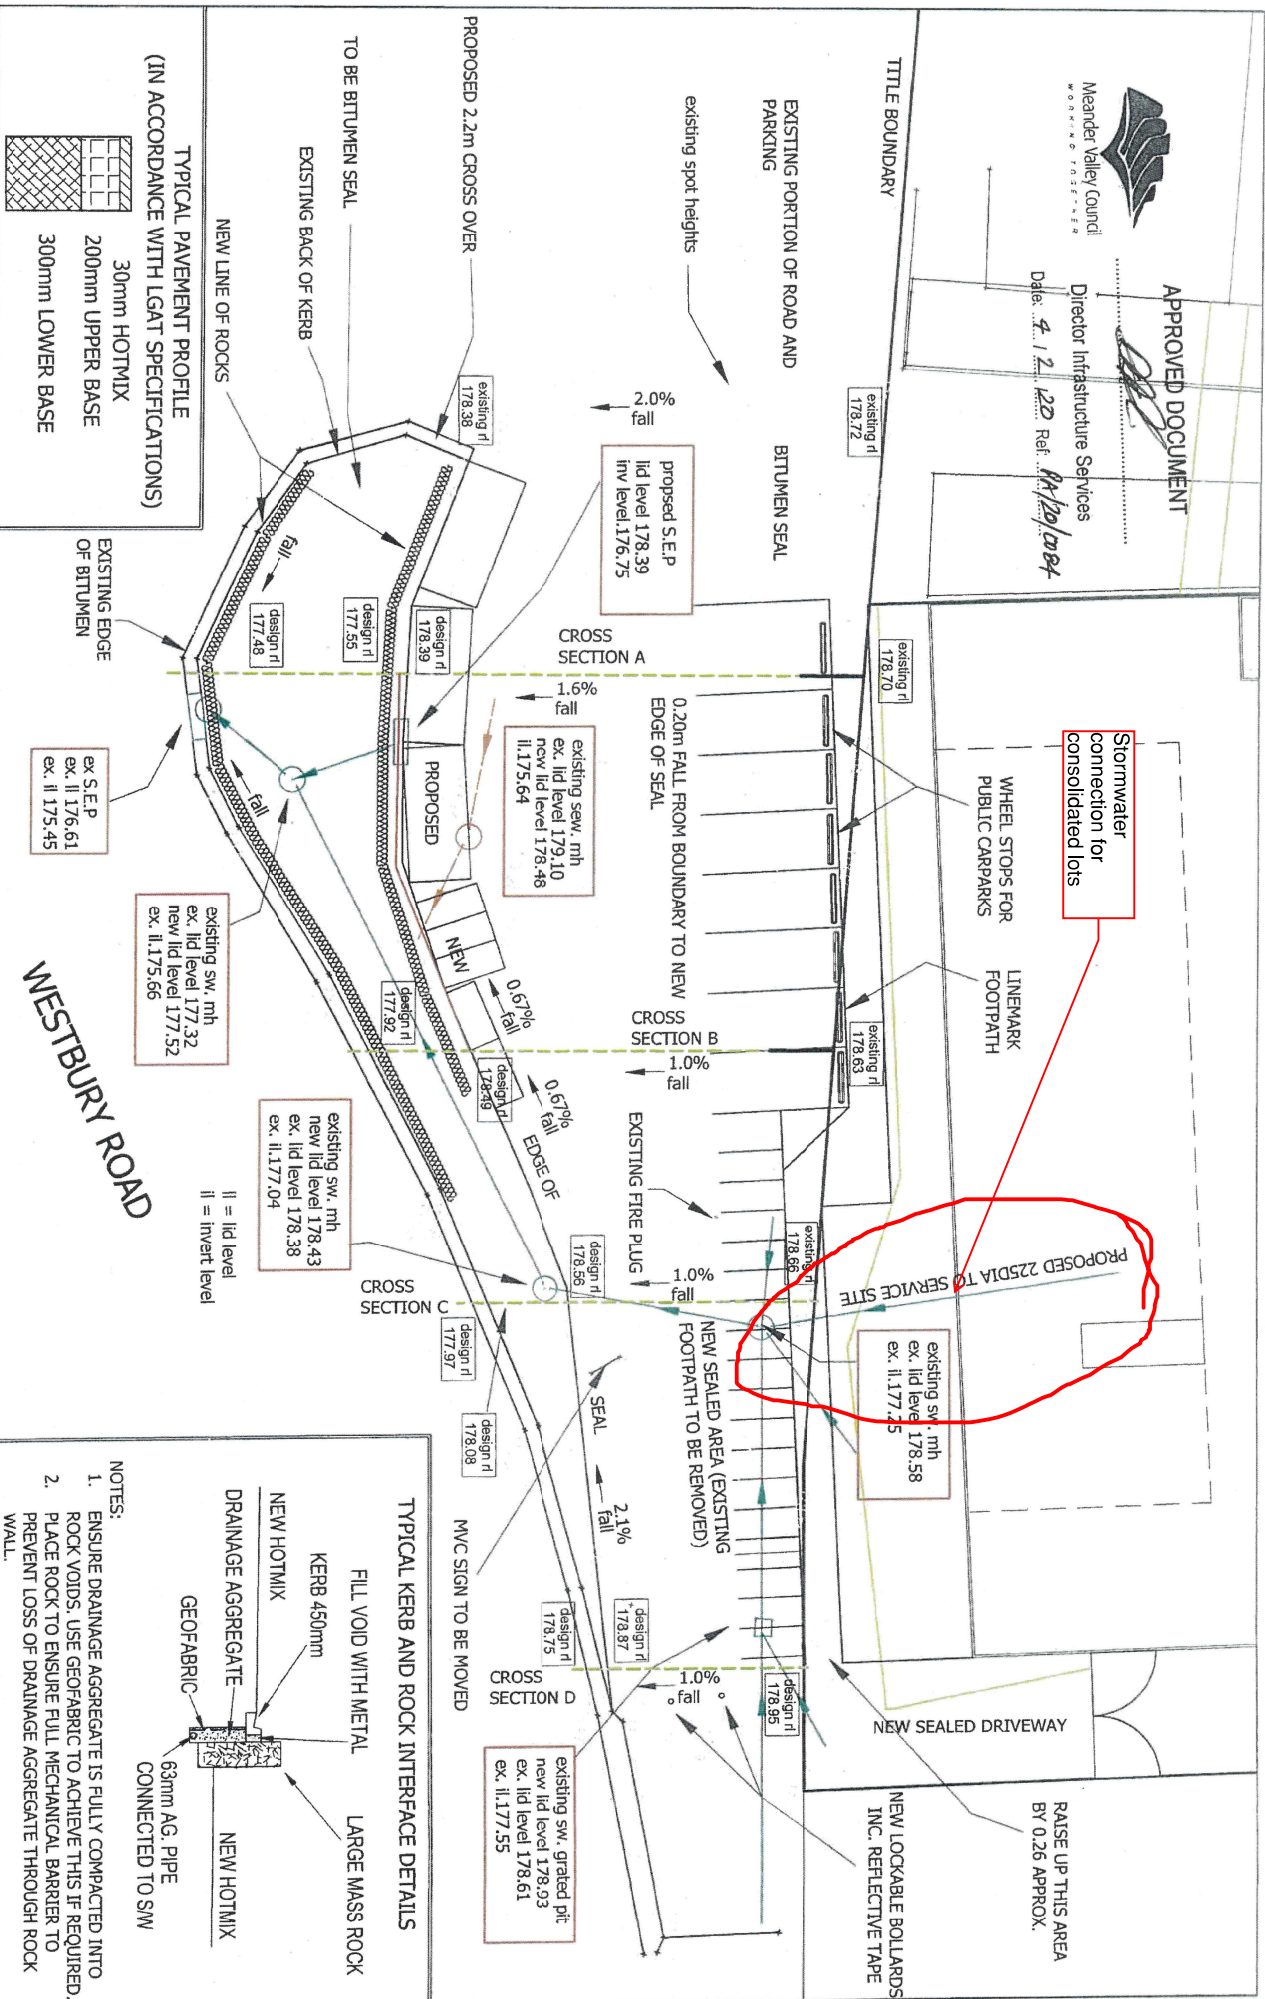 Meander Valley Council
WORKING TOGETHER
APPROVED DOCUMENT
Director Infrastructure Services
Date: 4 / 2 / 20 Ref: PA/20/0084
TITLE BOUNDARY
EXISTING PORTION OF ROAD AND
PARKING
existing spot heights
PROPOSED 2.2m CROSS OVER
TO BE BITUMEN SEAL
EXISTING BACK OF KERB
NEW LINE OF ROCKS
TYPICAL PAVEMENT PROFILE
(IN ACCORDANCE WITH LGAT SPECIFICATIONS)
30mm HOTMIX
200mm UPPER BASE
300mm LOWER BASE
existing rl
178.72
BITUMEN SEAL
2.0%
fall
existing rl
178.38
propsed S.E.P
lid level 178.39
inv level.176.75
existing rl
178.70
CROSS
SECTION A
1.6%
fall
design rl
178.39
design rl
177.55
design rl
177.48
fall
EXISTING EDGE
OF BITUMEN
Stormwater
connection for
consolidated lots
WHEEL STOPS FOR
PUBLIC CARPARKS
LINEMARK
FOOTPATH
0.20m FALL FROM BOUNDARY TO NEW
EDGE OF SEAL
existing sew. mh
ex. lid level 179.10
new lid level 178.48
il.175.64
PROPOSED
NEW
fall
ex S.E.P
ex. ll 176.61
ex. il 175.45
existing sw. mh
ex. lid level 177.32
new lid level 177.52
ex. il.175.66
WESTBURY ROAD
existing rl
178.63
CROSS
SECTION B
1.0%
fall
0.67%
fall
design rl
177.92
design rl
178.49
0.67%
fall
EDGE OF
EXISTING FIRE PLUG
existing rl
178.66
existing sw. mh
new lid level 178.43
ex. lid level 178.38
ex. il.177.04
ll = lid level
il = invert level
PROPOSED 225DIA TO SERVICE SITE
existing sw. mh
ex. lid level 178.58
ex. il.177.25
1.0%
fall
design rl
178.56
CROSS
SECTION C
design rl
177.97
design rl
178.08
NEW SEALED AREA (EXISTING
FOOTPATH TO BE REMOVED)
SEAL
2.1%
fall
MVC SIGN TO BE MOVED
design rl
178.87
design rl
178.75
CROSS
SECTION D
1.0%
fall
design rl
178.95
NEW SEALED DRIVEWAY
existing sw. grated pit
new lid level 178.93
ex. lid level 178.61
ex. il.177.55
RAISE UP THIS AREA
BY 0.26 APPROX.
NEW LOCKABLE BOLLARDS
INC. REFLECTIVE TAPE
TYPICAL KERB AND ROCK INTERFACE DETAILS
FILL VOID WITH METAL
KERB 450mm
NEW HOTMIX
DRAINAGE AGGREGATE
GEOFABRIC
LARGE MASS ROCK
NEW HOTMIX
63mm AG. PIPE
CONNECTED TO S/W
NOTES:
1. ENSURE DRAINAGE AGGREGATE IS FULLY COMPACTED INTO
ROCK VOIDS. USE GEOFABRIC TO ACHIEVE THIS IF REQUIRED.
2. PLACE ROCK TO ENSURE FULL MECHANICAL BARRIER TO
PREVENT LOSS OF DRAINAGE AGGREGATE THROUGH ROCK
WALL.